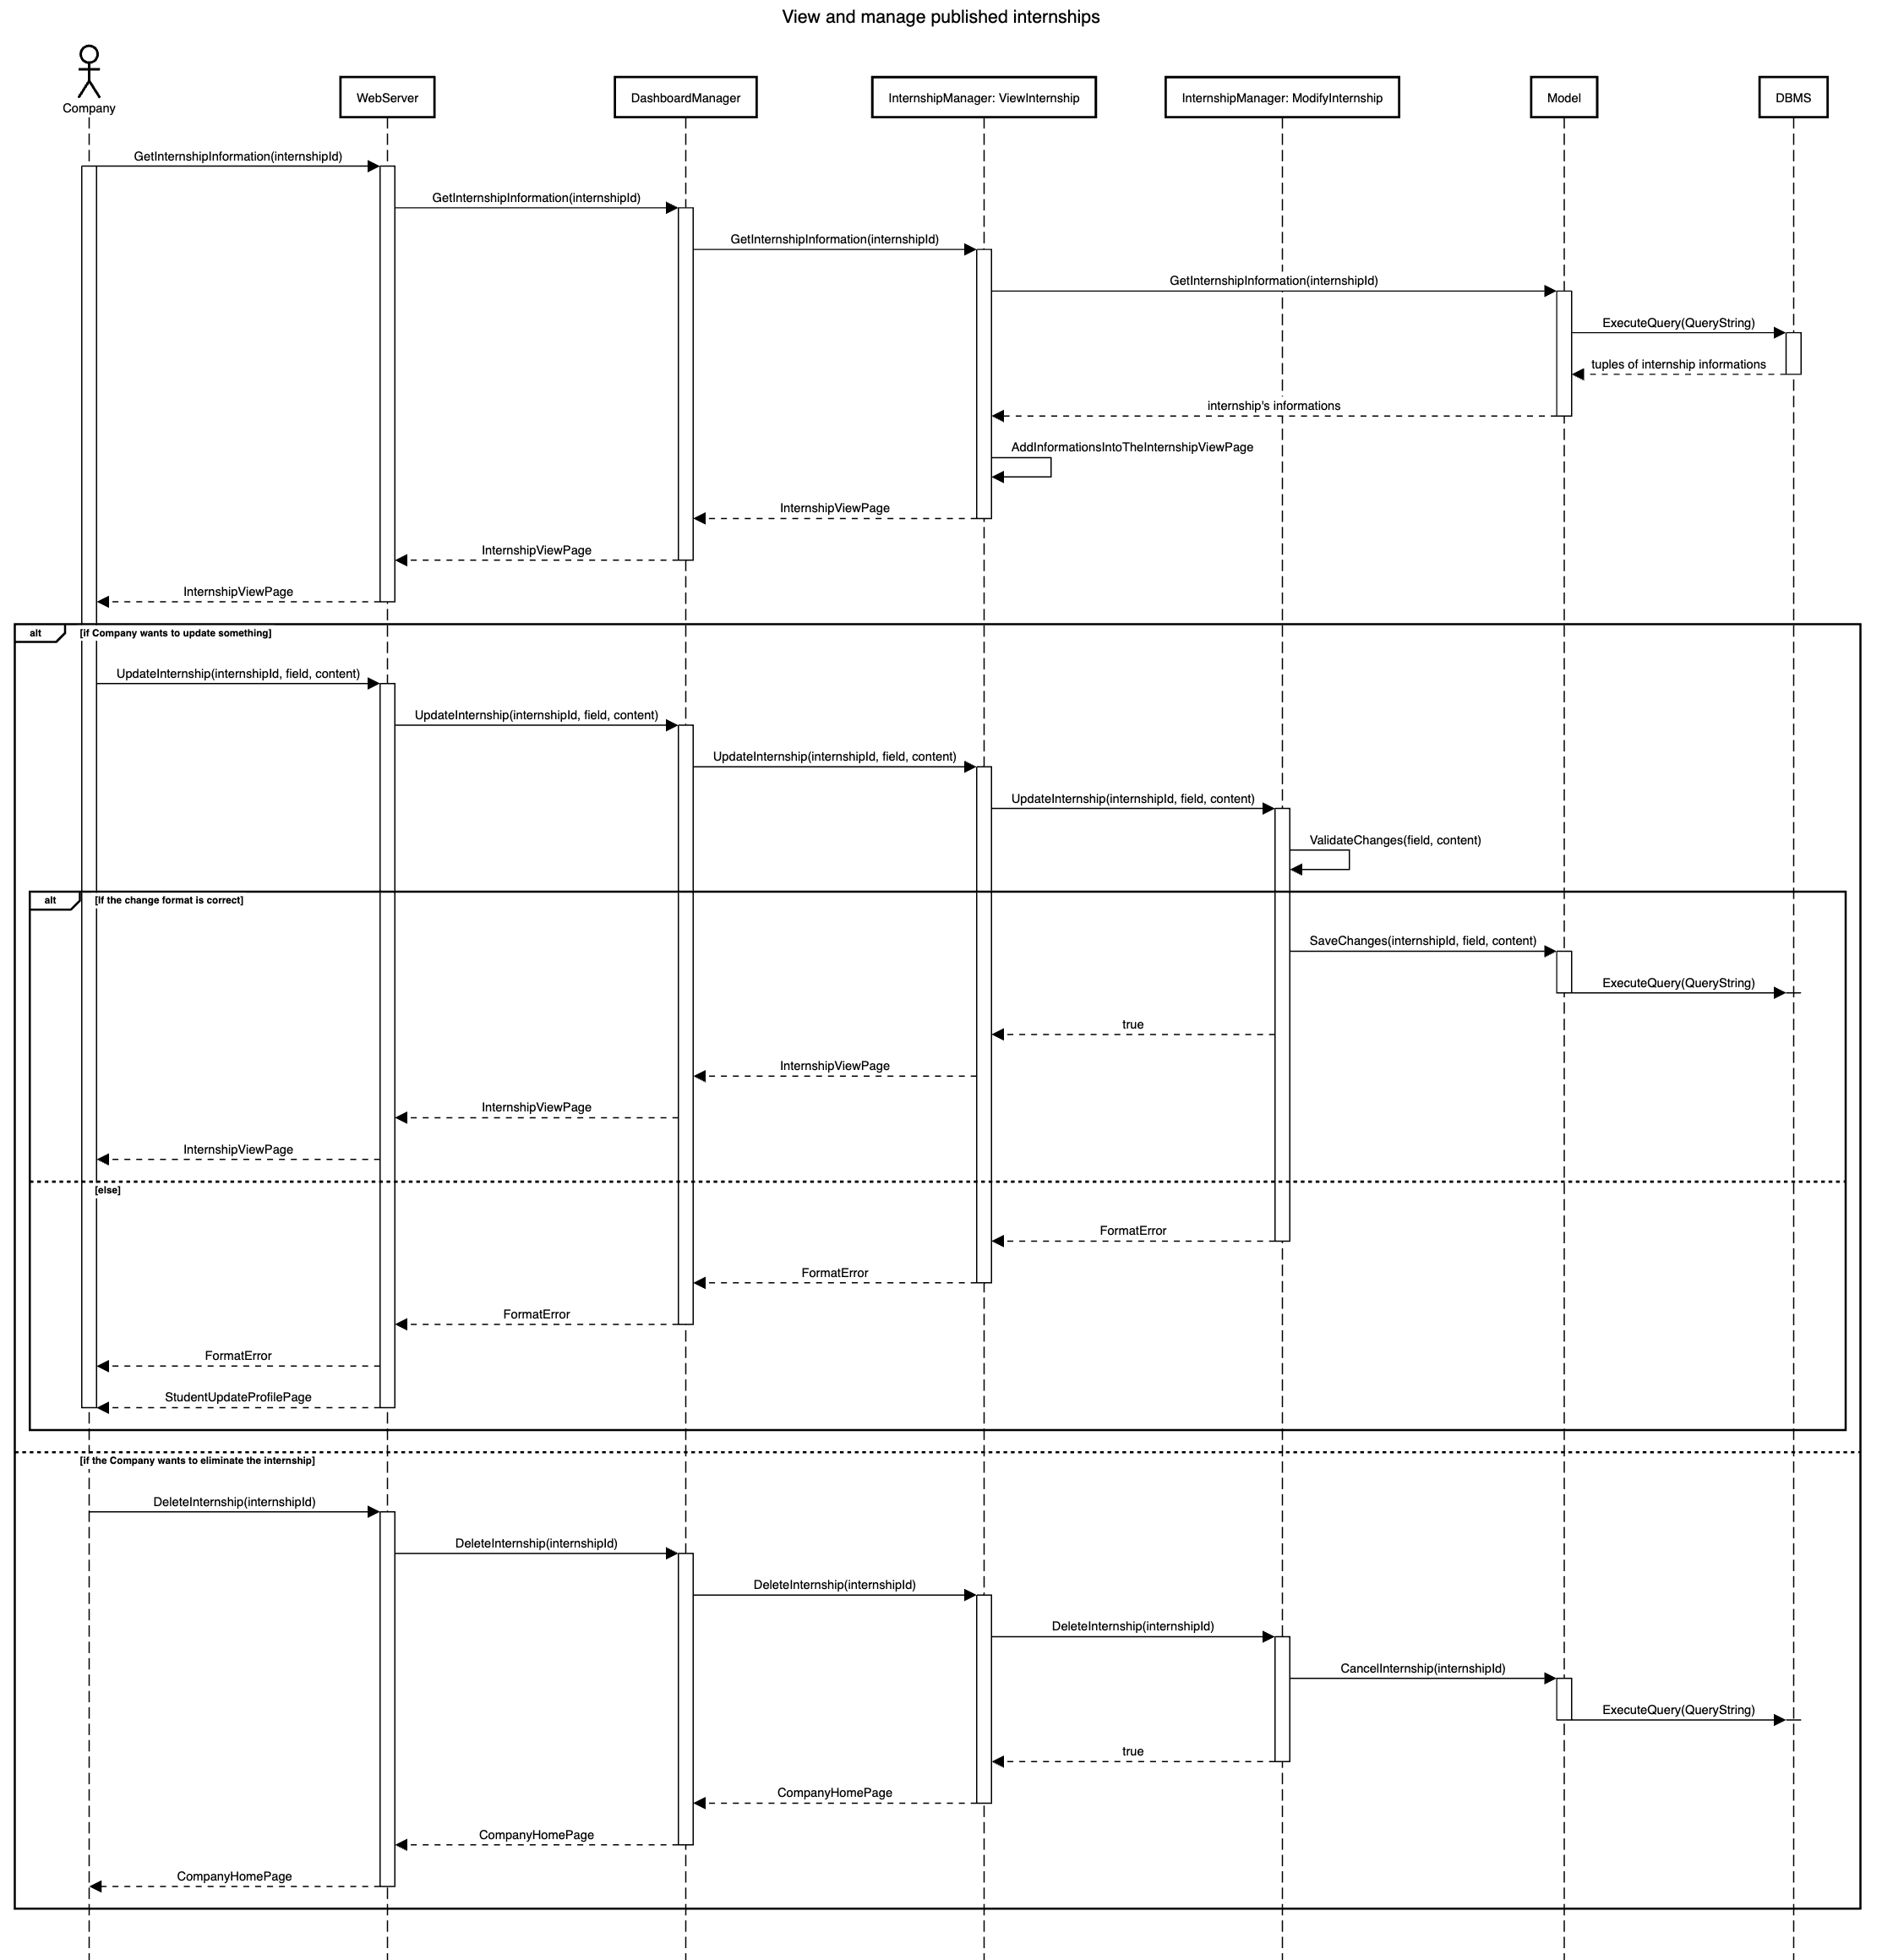 View and manage published internships
Company
WebServer
DashboardManager
InternshipManager: ViewInternship
InternshipManager: ModifyInternship
Model
DBMS
GetInternshipInformation(internshipId)
GetInternshipInformation(internshipId)
GetInternshipInformation(internshipId)
GetInternshipInformation(internshipId)
ExecuteQuery(QueryString)
tuples of internship informations
internship's informations
AddInformationsIntoTheInternshipViewPage
InternshipViewPage
InternshipViewPage
InternshipViewPage
alt
[if Company wants to update something]
UpdateInternship(internshipId, field, content)
UpdateInternship(internshipId, field, content)
UpdateInternship(internshipId, field, content)
UpdateInternship(internshipId, field, content)
ValidateChanges(field, content)
alt
[If the change format is correct]
SaveChanges(internshipId, field, content)
ExecuteQuery(QueryString)
true
InternshipViewPage
InternshipViewPage
InternshipViewPage
[else]
FormatError
FormatError
FormatError
FormatError
StudentUpdateProfilePage
[if the Company wants to eliminate the internship]
DeleteInternship(internshipId)
DeleteInternship(internshipId)
DeleteInternship(internshipId)
DeleteInternship(internshipId)
CancelInternship(internshipId)
ExecuteQuery(QueryString)
true
CompanyHomePage
CompanyHomePage
CompanyHomePage